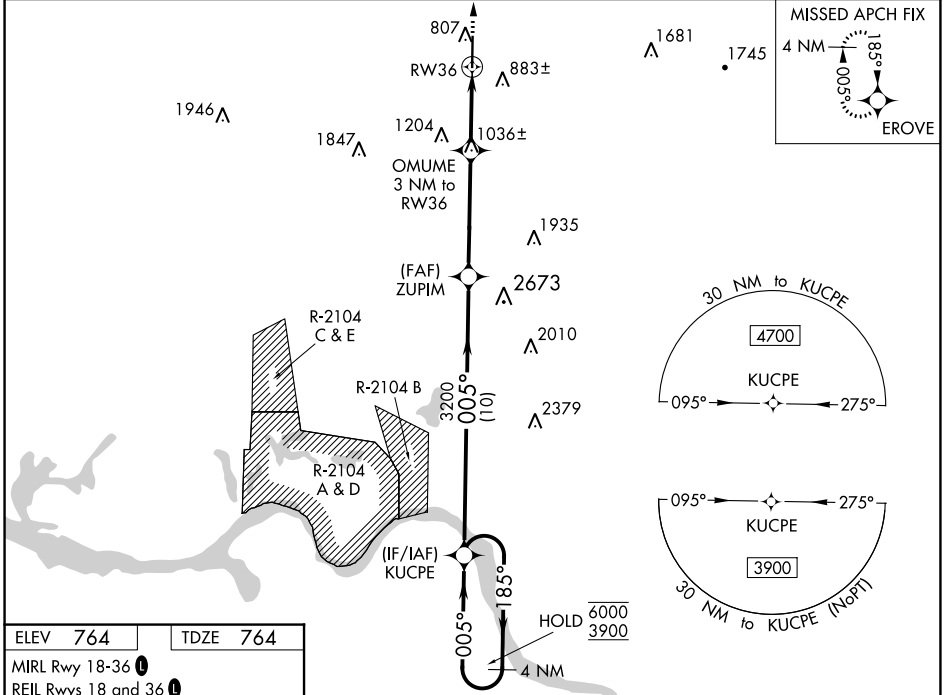 MISSED APCH FIX
4 NM
185°
005°
EROVE
807
RW36
883±
1681
1745
1946
1847
1204
1036±
OMUME
3 NM to
RW36
1935
(FAF)
ZUPIM
2673
R-2104
C & E
2010
R-2104 B
3200
005°
(10)
2379
R-2104
A & D
30 NM to KUCPE
4700
KUCPE
095°
275°
095°
275°
KUCPE
3900
30 NM to KUCPE (NoPT)
(IF/IAF)
KUCPE
005°
185°
HOLD
6000
3900
4 NM
ELEV 764
TDZE 764
MIRL Rwy 18-36 L
REIL Rwys 18 and 36 L